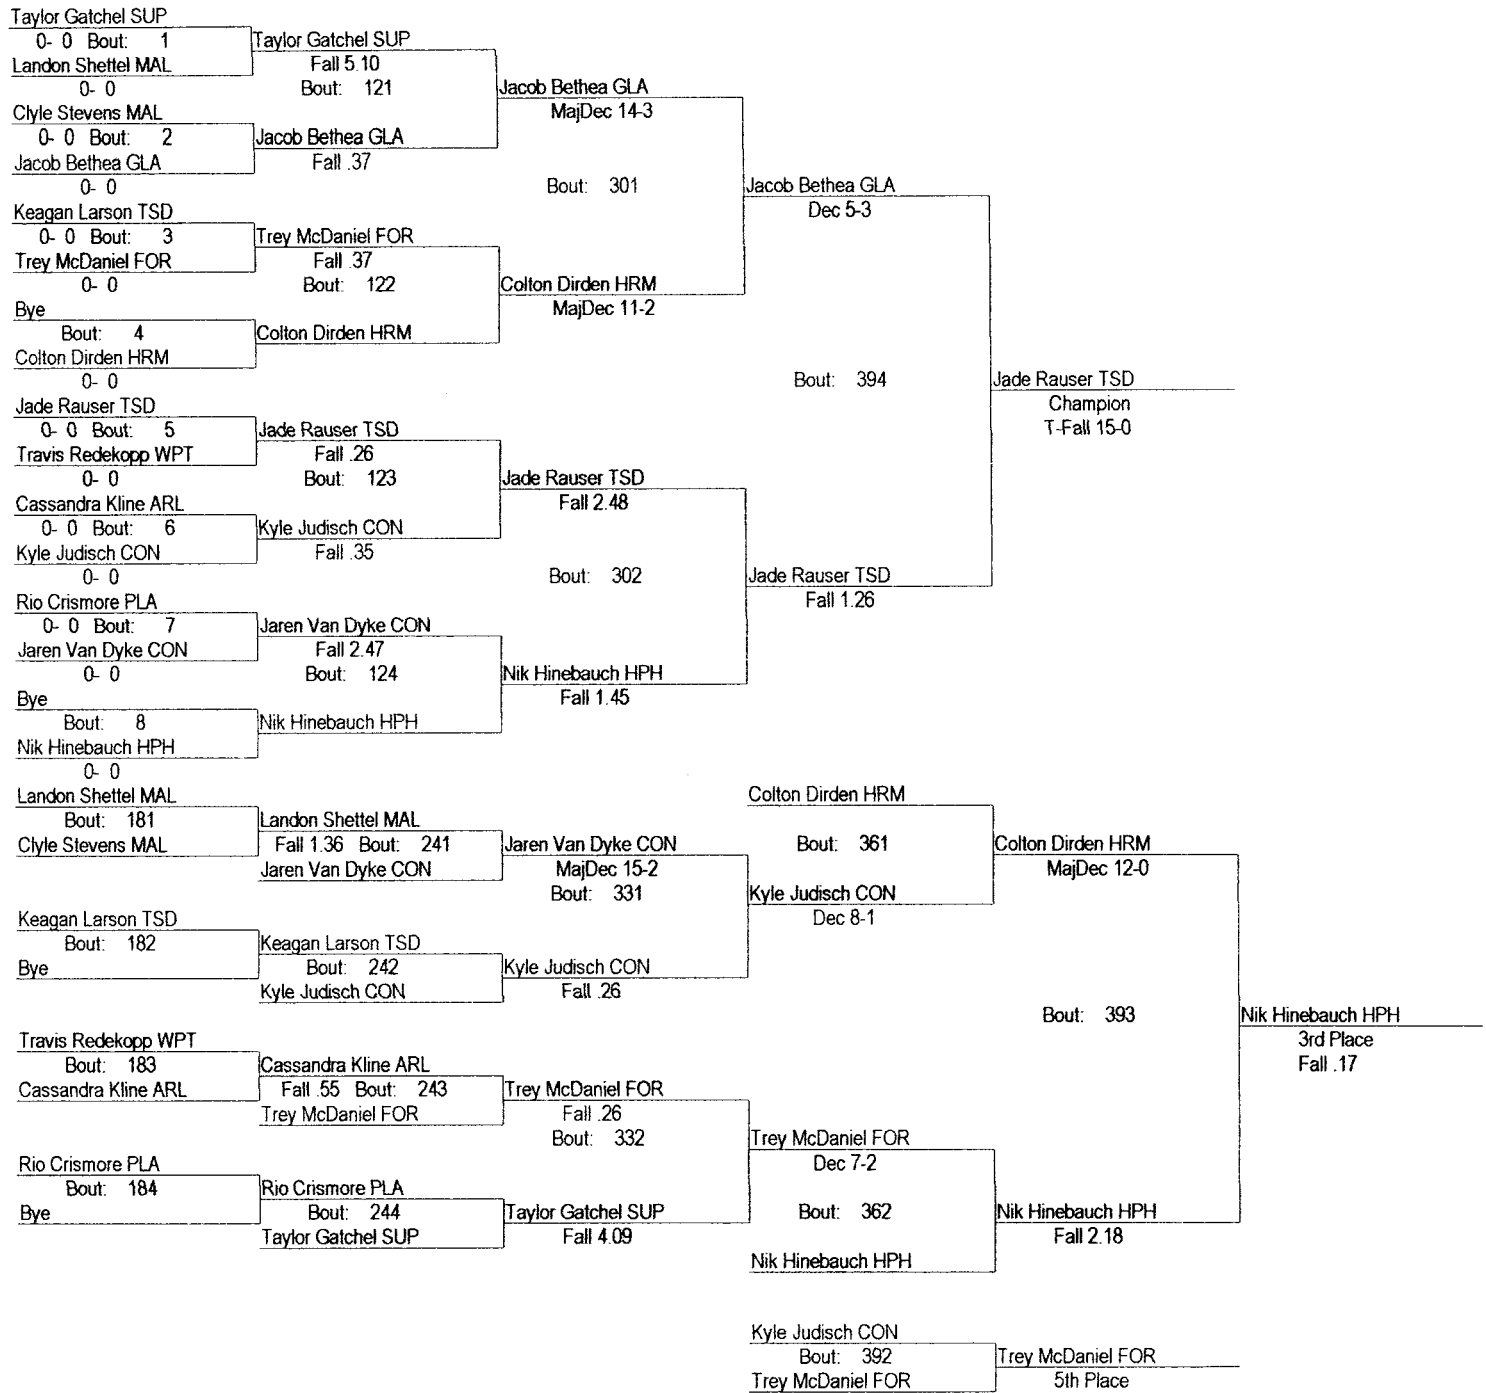 Taylor Gatchel SUP
0- 0 Bout: 1
Landon Shettel MAL
0- 0
Clyle Stevens MAL
0- 0 Bout: 2
Jacob Bethea GLA
0- 0
Keagan Larson TSD
0- 0 Bout: 3
Trey McDaniel FOR
0- 0
Bye
Bout: 4
Colton Dirden HRM
0- 0
Jade Rauser TSD
0- 0 Bout: 5
Travis Redekopp WPT
0- 0
Cassandra Kline ARL
0- 0 Bout: 6
Kyle Judisch CON
0- 0
Rio Crismore PLA
0- 0 Bout: 7
Jaren Van Dyke CON
0- 0
Bye
Bout: 8
Nik Hinebauch HPH
0- 0
Taylor Gatchel SUP
Fall 5.10
Bout: 121
Jacob Bethea GLA
Fall .37
Trey McDaniel FOR
Fall .37
Bout: 122
Colton Dirden HRM
Jade Rauser TSD
Fall .26
Bout: 123
Kyle Judisch CON
Fall .35
Jaren Van Dyke CON
Fall 2.47
Bout: 124
Nik Hinebauch HPH
Jacob Bethea GLA
MajDec 14-3
Bout: 301
Colton Dirden HRM
MajDec 11-2
Jade Rauser TSD
Fall 2.48
Bout: 302
Nik Hinebauch HPH
Fall 1.45
Jacob Bethea GLA
Dec 5-3
Bout: 394
Jade Rauser TSD
Fall 1.26
Jade Rauser TSD
Champion
T-Fall 15-0
Landon Shettel MAL
Bout: 181
Clyle Stevens MAL
Keagan Larson TSD
Bout: 182
Bye
Travis Redekopp WPT
Bout: 183
Cassandra Kline ARL
Rio Crismore PLA
Bout: 184
Bye
Landon Shettel MAL
Fall 1.36 Bout: 241
Jaren Van Dyke CON
Keagan Larson TSD
Bout: 242
Kyle Judisch CON
Cassandra Kline ARL
Fall .55 Bout: 243
Trey McDaniel FOR
Rio Crismore PLA
Bout: 244
Taylor Gatchel SUP
Jaren Van Dyke CON
MajDec 15-2
Bout: 331
Kyle Judisch CON
Fall .26
Trey McDaniel FOR
Fall .26
Bout: 332
Taylor Gatchel SUP
Fall 4.09
Colton Dirden HRM
Bout: 361
Kyle Judisch CON
Dec 8-1
Trey McDaniel FOR
Dec 7-2
Bout: 362
Nik Hinebauch HPH
Colton Dirden HRM
MajDec 12-0
Bout: 393
Nik Hinebauch HPH
Fall 2.18
Nik Hinebauch HPH
3rd Place
Fall .17
Kyle Judisch CON
Bout: 392
Trey McDaniel FOR
Trey McDaniel FOR
5th Place